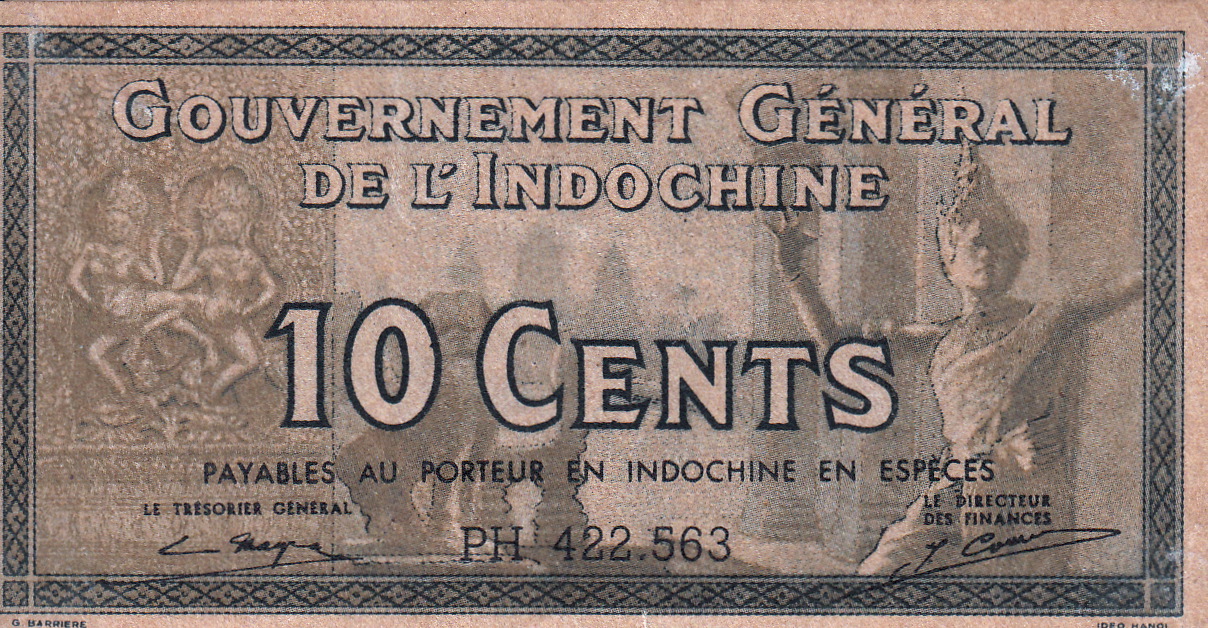 GOUVERNEMENT GÉNÉRAL
DE L'INDOCHINE
10 CENTS
PAYABLES AU PORTEUR EN INDOCHINE EN ESPÈCES
LE TRÉSORIER GÉNÉRAL
LE DIRECTEUR
DES FINANCES
PH 422.563
G. BARRIERE
IDEO HANOI